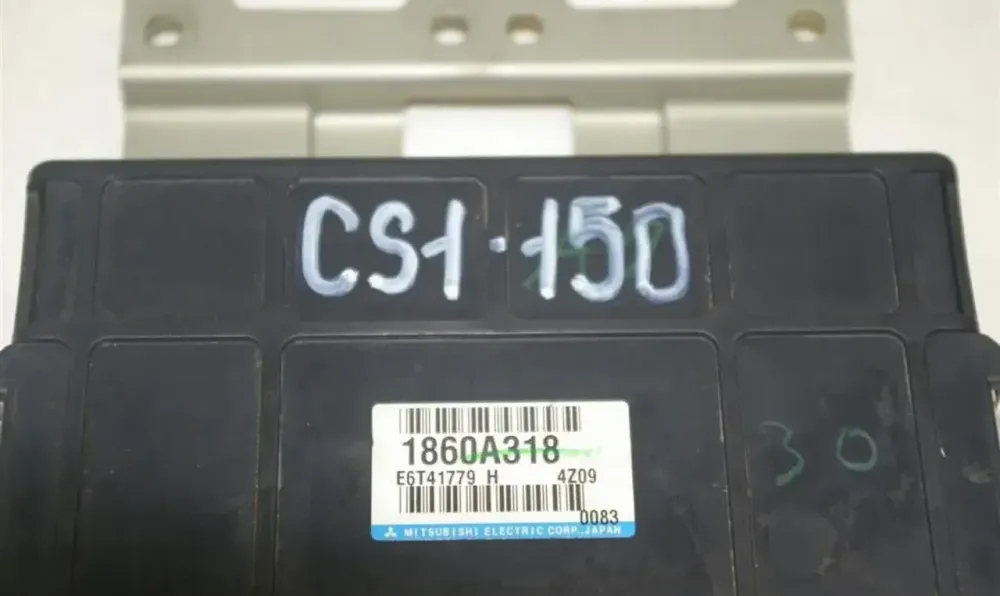 CS1-150
1860A318
E6T41779 H 4Z09
0083
MITSUBISHI ELECTRIC CORP.,JAPAN
30